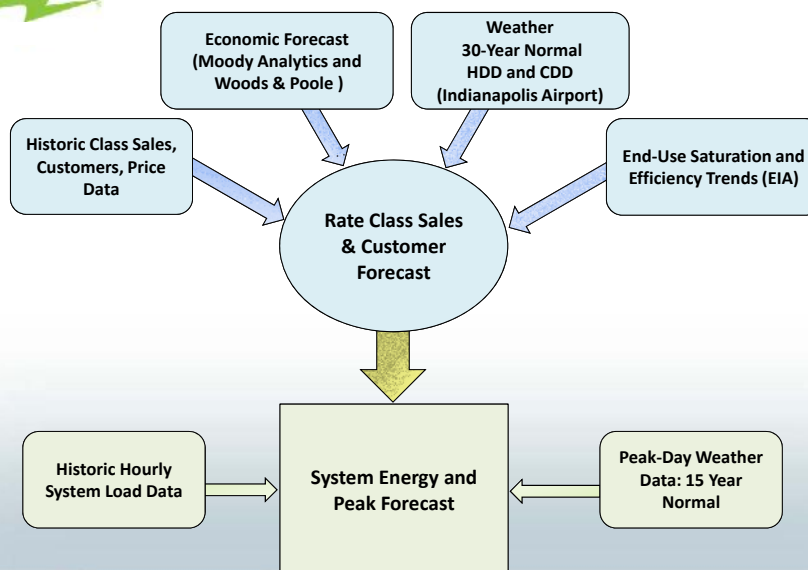 Economic Forecast
(Moody Analytics and
Woods & Poole )
Weather
30-Year Normal
HDD and CDD
(Indianapolis Airport)
Historic Class Sales,
Customers, Price
Data
End-Use Saturation and
Efficiency Trends (EIA)
Rate Class Sales
& Customer
Forecast
Historic Hourly
System Load Data
System Energy and
Peak Forecast
Peak-Day Weather
Data: 15 Year
Normal